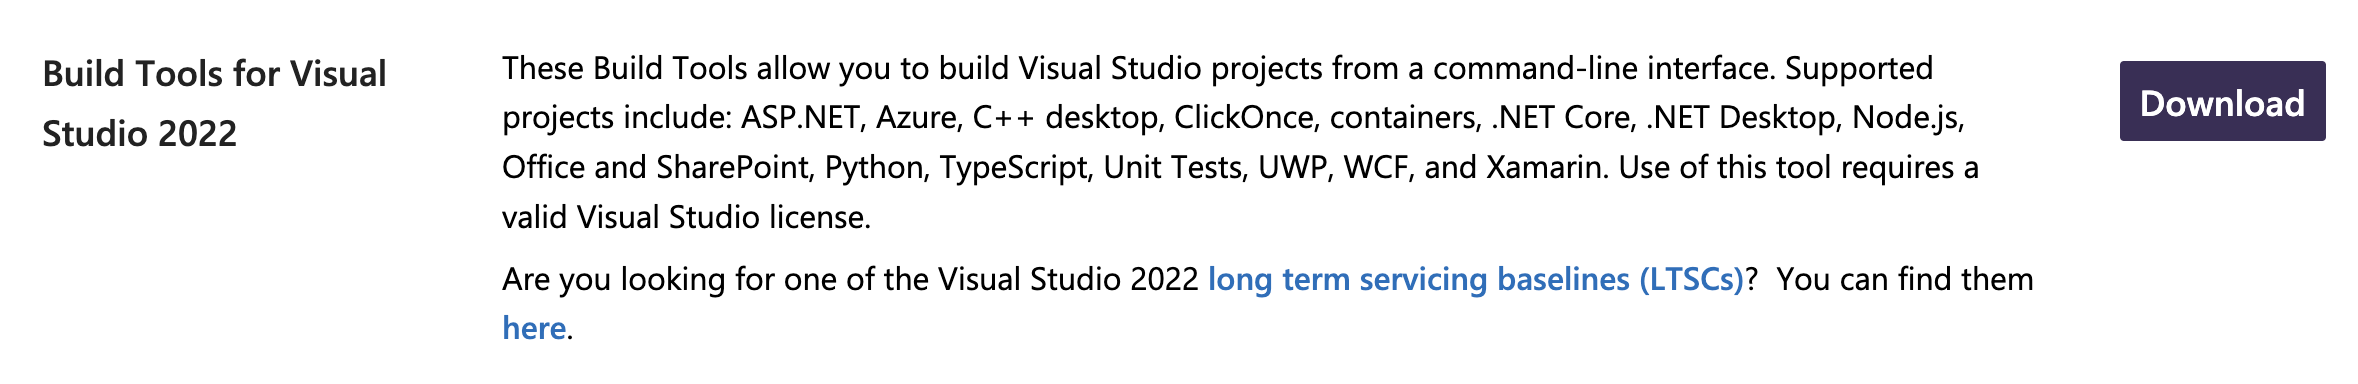 Build Tools for Visual
Studio 2022
These Build Tools allow you to build Visual Studio projects from a command-line interface. Supported
projects include: ASP.NET, Azure, C++ desktop, ClickOnce, containers, .NET Core, .NET Desktop, Node.js,
Office and SharePoint, Python, TypeScript, Unit Tests, UWP, WCF, and Xamarin. Use of this tool requires a
valid Visual Studio license.
Are you looking for one of the Visual Studio 2022 long term servicing baselines (LTSCs)?  You can find them
here.
Download